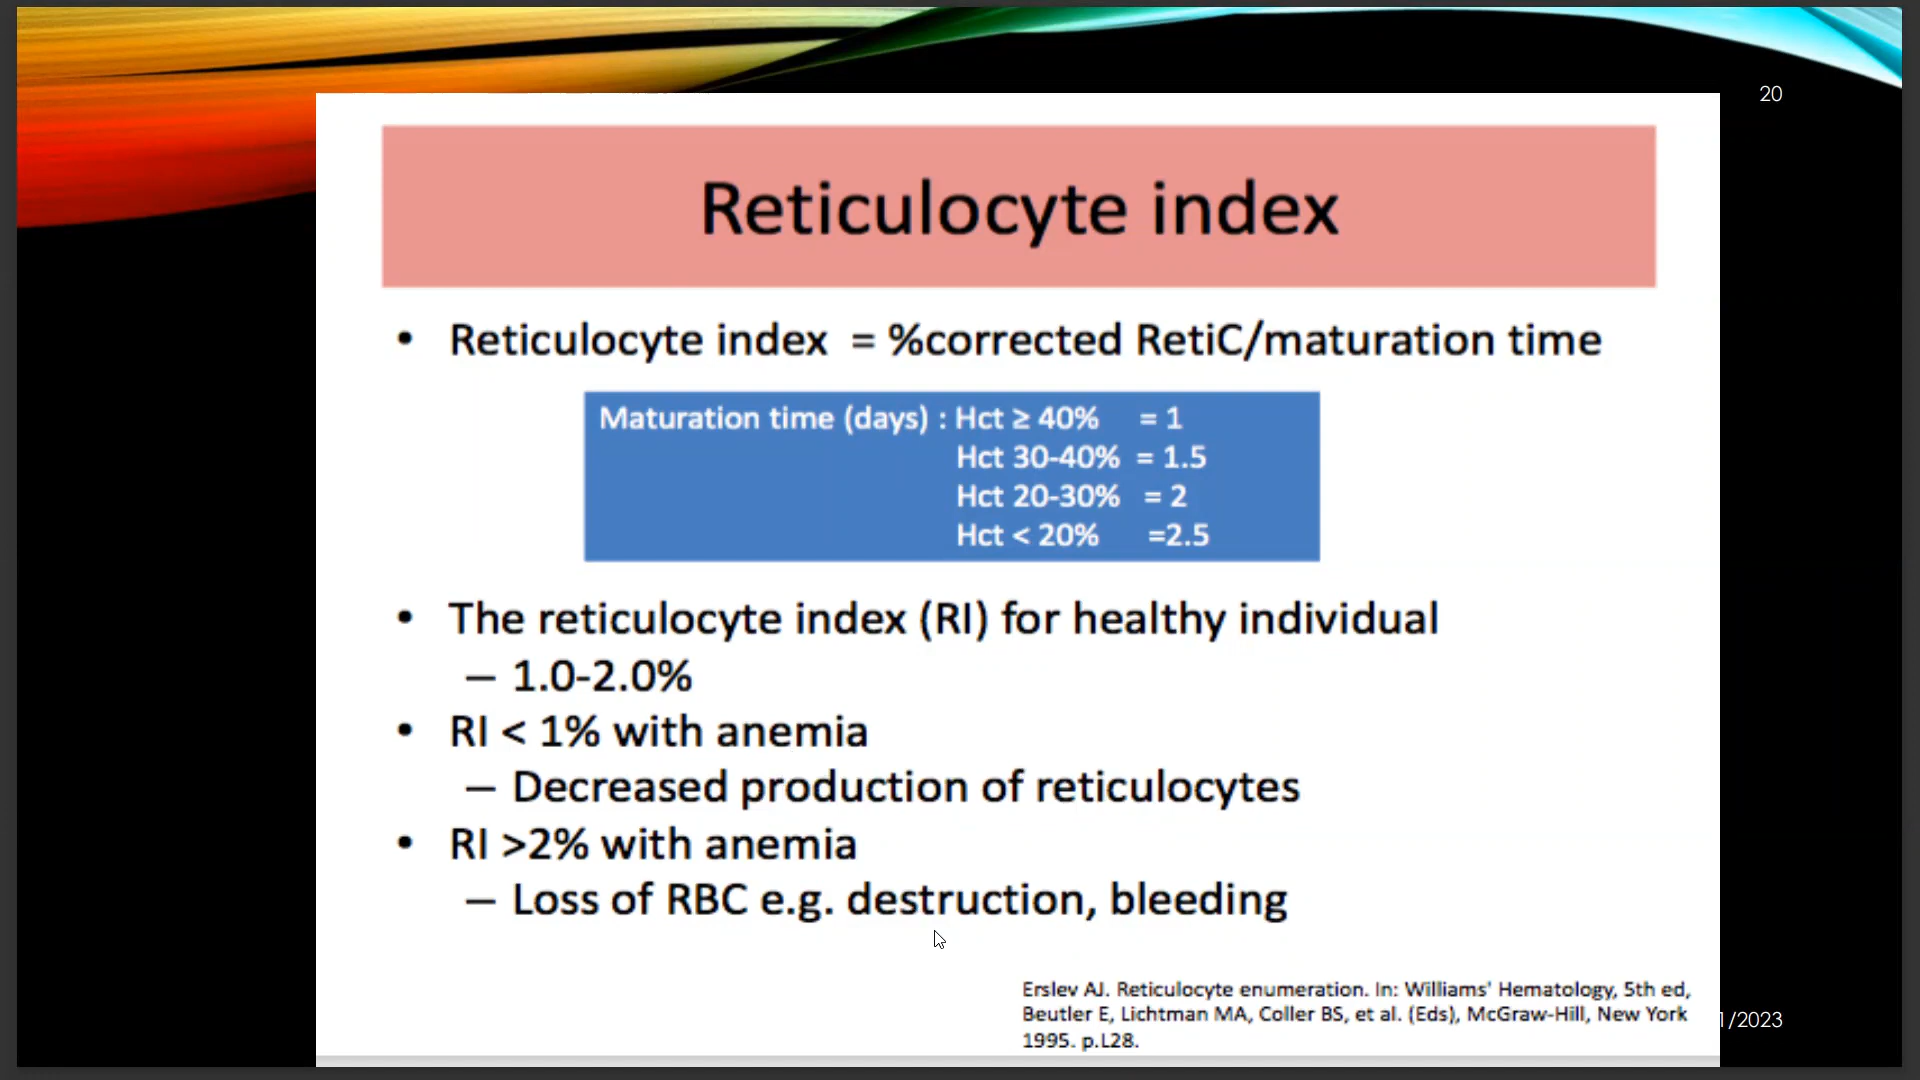 20
Reticulocyte index
• Reticulocyte index = %corrected RetiC/maturation time
Maturation time (days) : Hct ≥ 40% = 1
Hct 30-40% = 1.5
Hct 20-30% = 2
Hct < 20% =2.5
• The reticulocyte index (RI) for healthy individual
– 1.0-2.0%
• RI < 1% with anemia
– Decreased production of reticulocytes
• RI >2% with anemia
– Loss of RBC e.g. destruction, bleeding
Erslev AJ. Reticulocyte enumeration. In: Williams' Hematology, 5th ed,
Beutler E, Lichtman MA, Coller BS, et al. (Eds), McGraw-Hill, New York
1995. p.L28.
1/2023